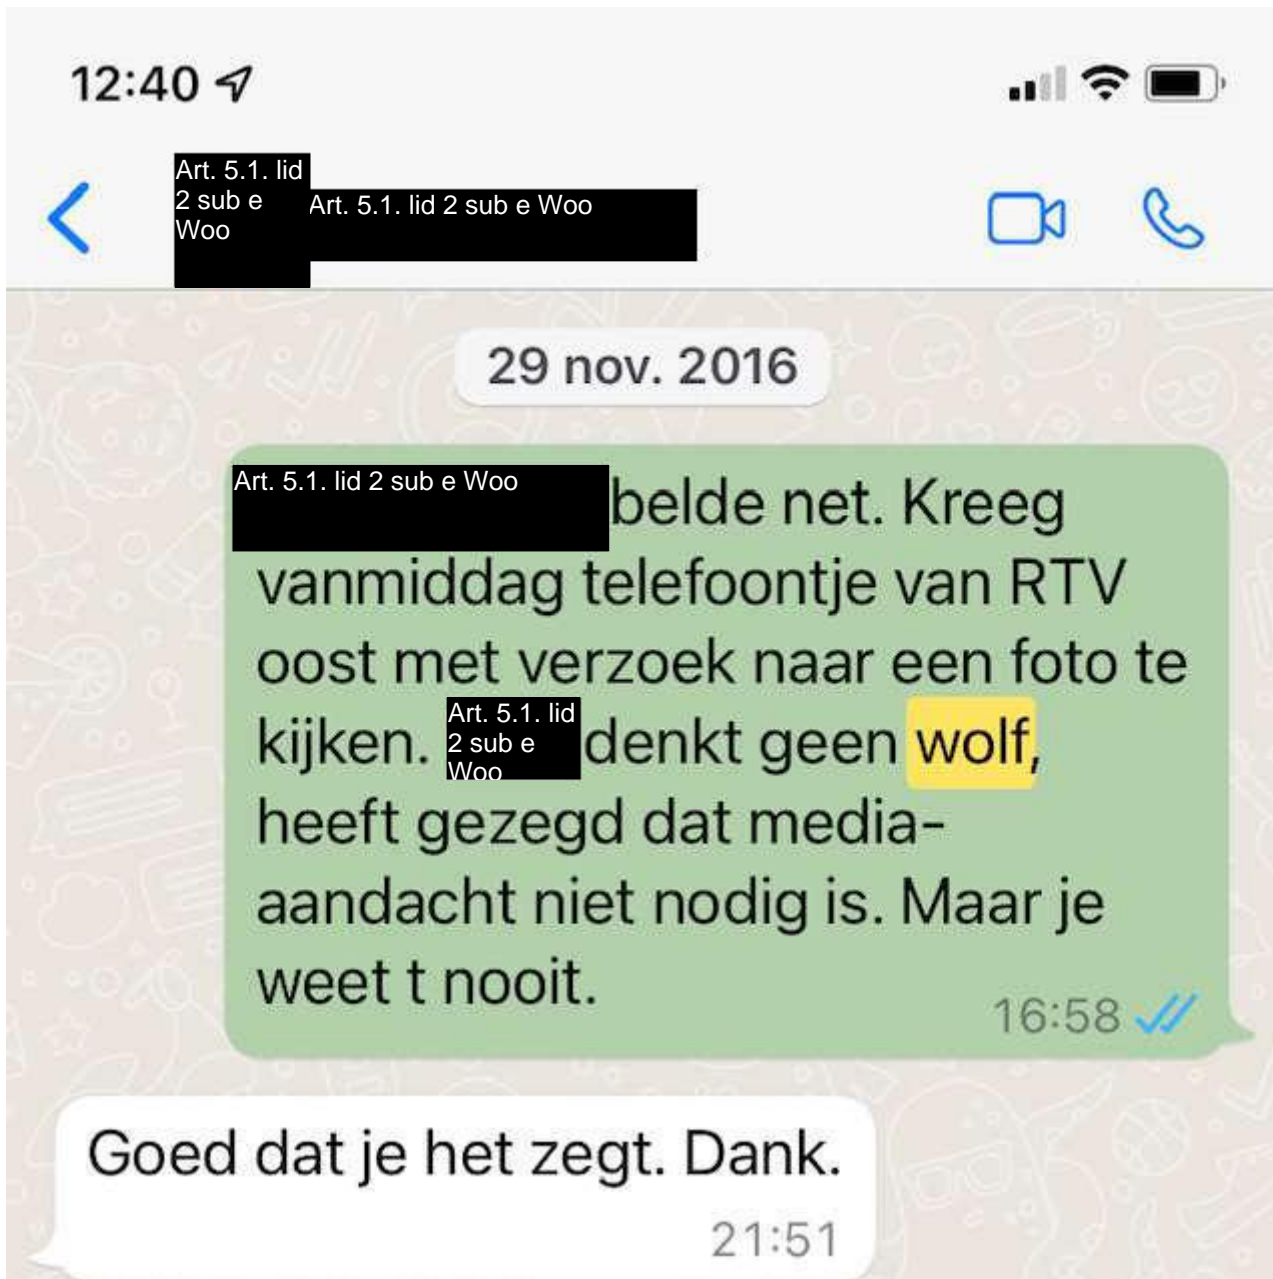 12:40
Art. 5.1. lid
2 sub e
Woo
Art. 5.1. lid 2 sub e Woo
29 nov. 2016
Art. 5.1. lid 2 sub e Woo
belde net. Kreeg
vanmiddag telefoontje van RTV
oost met verzoek naar een foto te
kijken. Art. 5.1. lid
2 sub e
Woo
denkt geen wolf,
heeft gezegd dat media-
aandacht niet nodig is. Maar je
weet t nooit.
16:58
Goed dat je het zegt. Dank.
21:51